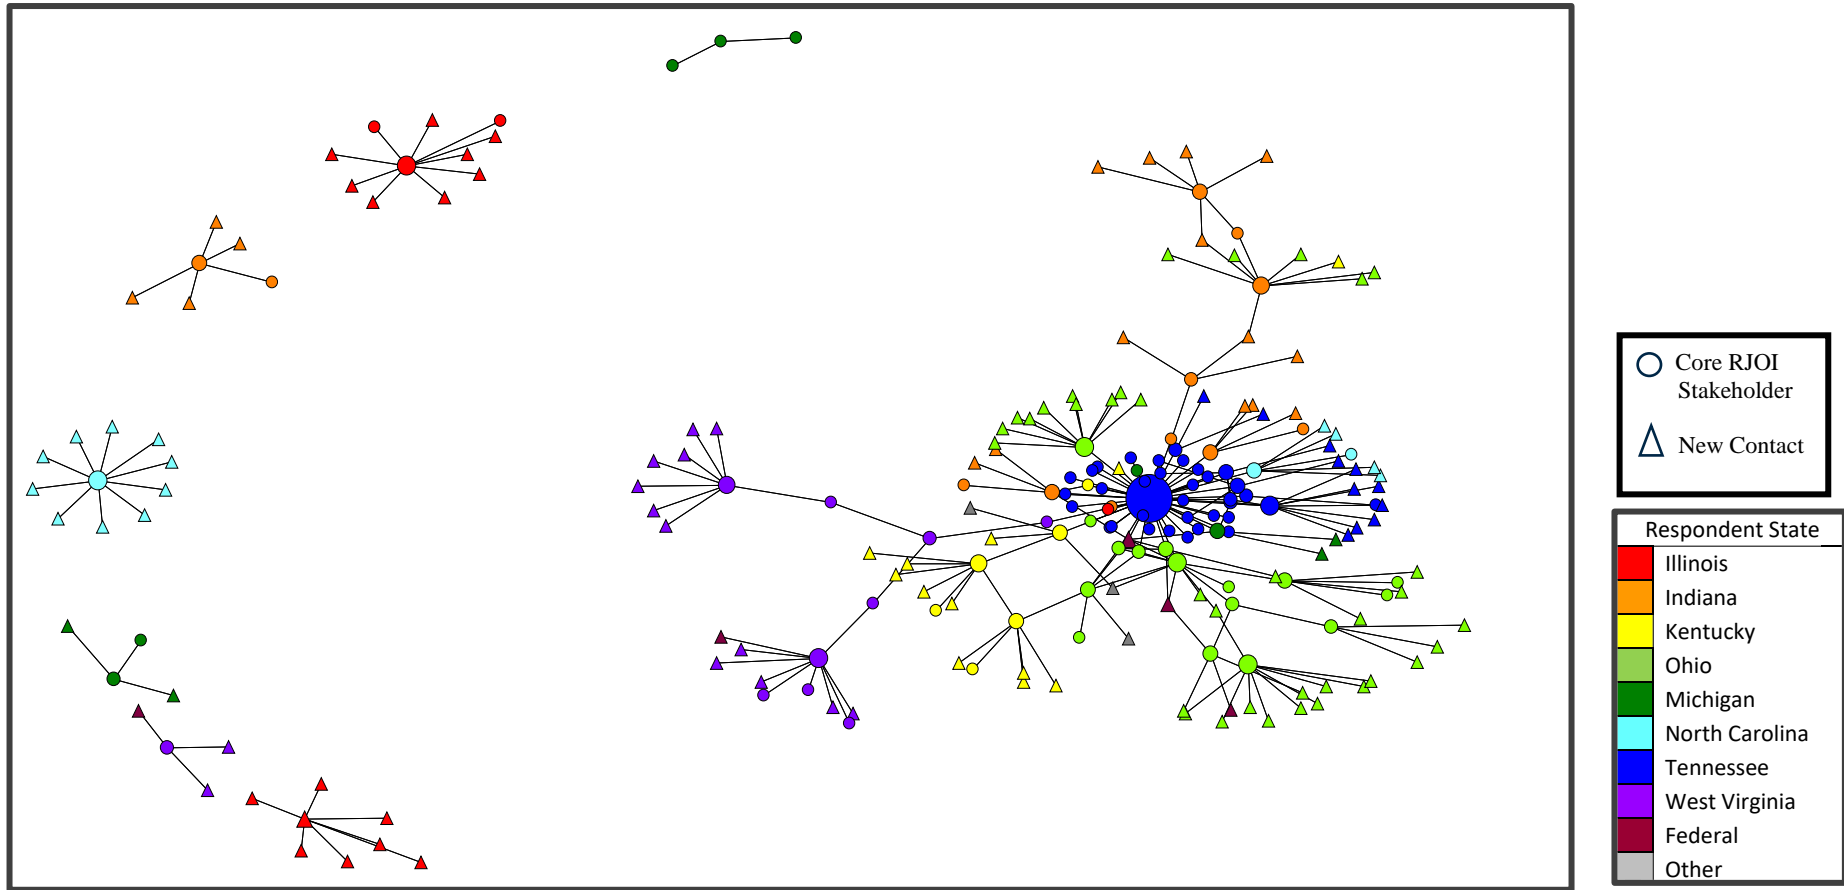 Core RJOI
Stakeholder
New Contact
Respondent State
Illinois
Indiana
Kentucky
Ohio
Michigan
North Carolina
Tennessee
West Virginia
Federal
Other